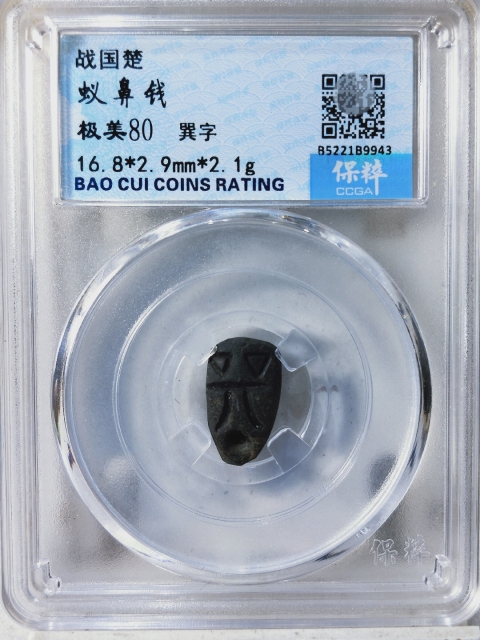 战国楚
蚁鼻钱
极美80 巽字
16.8*2.9mm*2.1g
BAO CUI COINS RATING
B5221B9943
保粹
CCGA
保粹